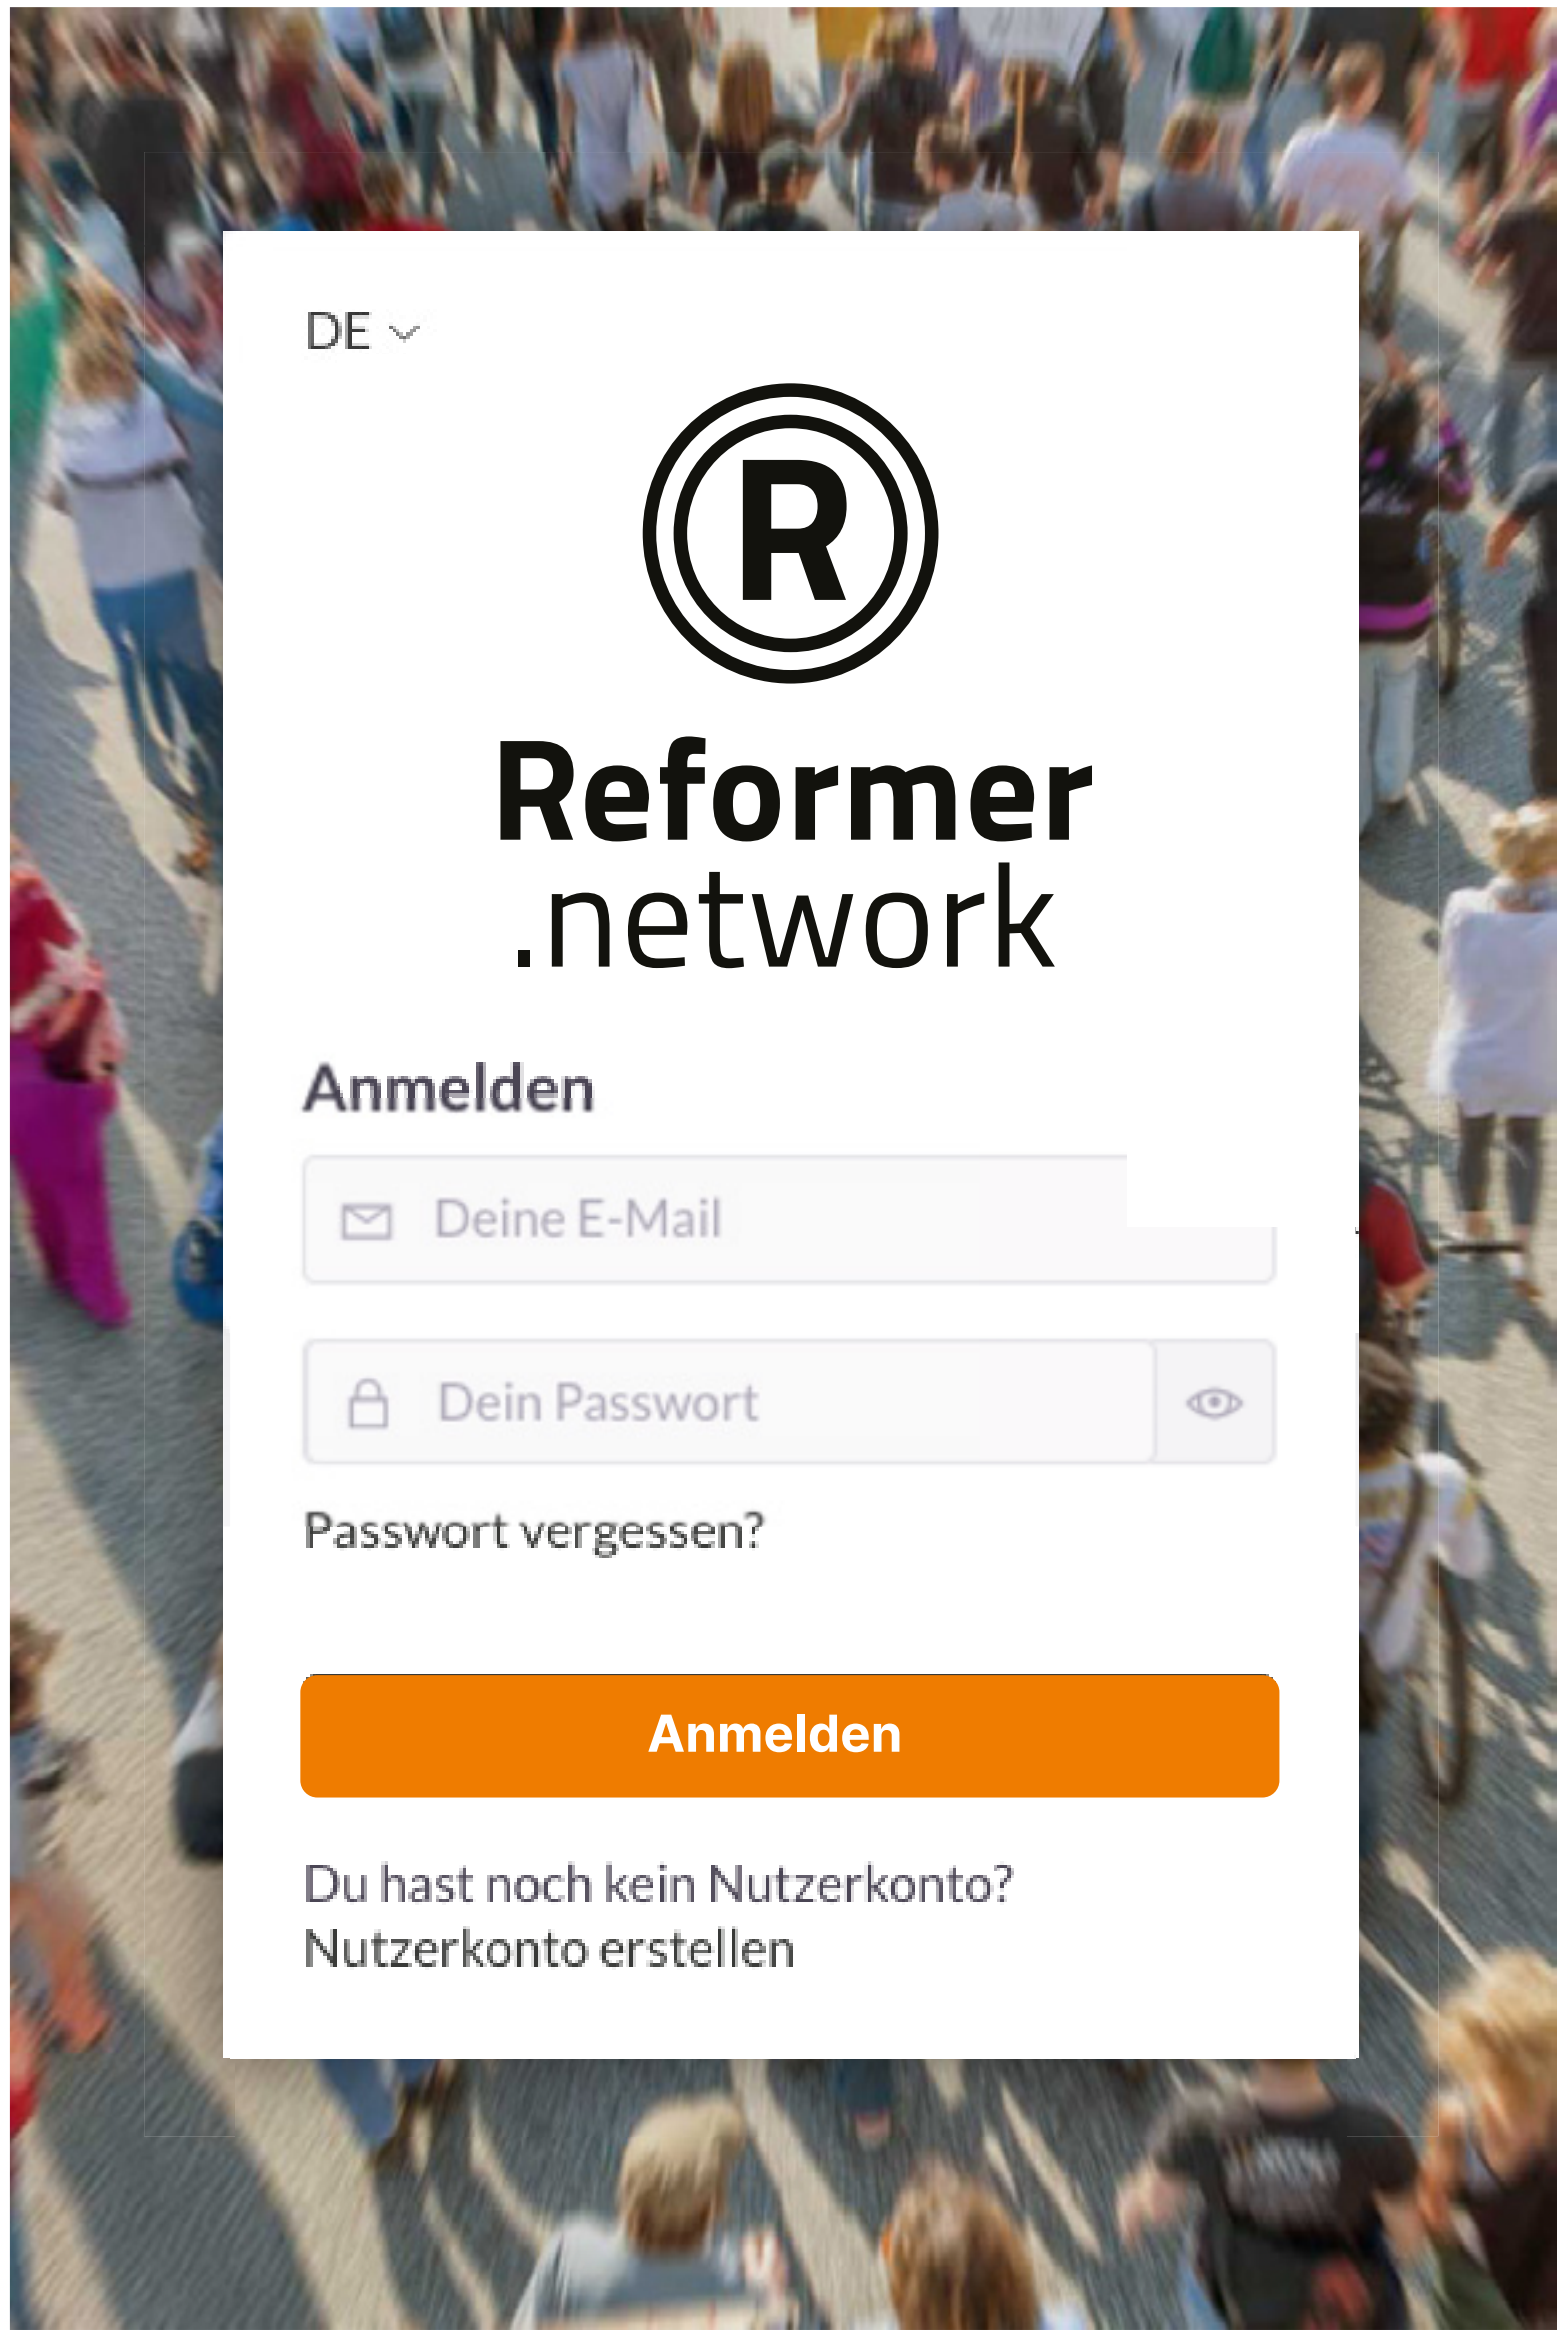 DE
R
Reformer
.network
Anmelden
Deine E-Mail
Dein Passwort
Passwort vergessen?
Anmelden
Du hast noch kein Nutzerkonto?
Nutzerkonto erstellen